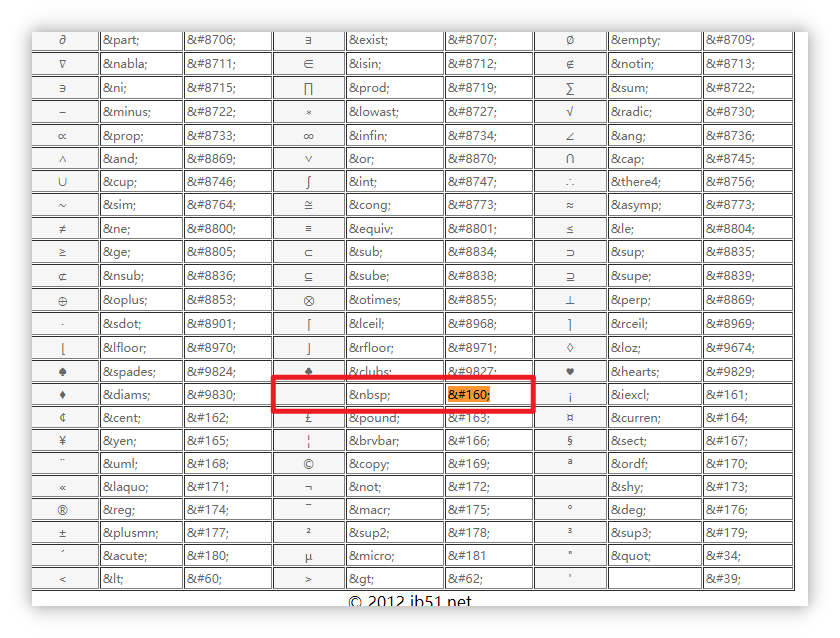 ∂ &part; &#8706; ∃ &exist; &#8707; Ø &empty; &#8709;
∇ &nabla; &#8711; ∈ &isin; &#8712; ∉ &notin; &#8713;
∋ &ni; &#8715; ∏ &prod; &#8719; ∑ &sum; &#8722;
− &minus; &#8722; ∗ &lowast; &#8727; √ &radic; &#8730;
∝ &prop; &#8733; ∞ &infin; &#8734; ∠ &ang; &#8736;
∧ &and; &#8869; ∨ &or; &#8870; ∩ &cap; &#8745;
∪ &cup; &#8746; ∫ &int; &#8747; ∴ &there4; &#8756;
~ &sim; &#8764; ≅ &cong; &#8773; ≈ &asymp; &#8773;
≠ &ne; &#8800; ≡ &equiv; &#8801; ≤ &le; &#8804;
≥ &ge; &#8805; ⊂ &sub; &#8834; ⊃ &sup; &#8835;
⊄ &nsub; &#8836; ⊆ &sube; &#8838; ⊇ &supe; &#8839;
⊕ &oplus; &#8853; ⊗ &otimes; &#8855; ⊥ &perp; &#8869;
⋅ &sdot; &#8901; ⌈ &lceil; &#8968; ⌉ &rceil; &#8969;
⌊ &lfloor; &#8970; ⌋ &rfloor; &#8971; ◊ &loz; &#9674;
♠ &spades; &#9824; ♣ &clubs; &#9827; ♥ &hearts; &#9829;
♦ &diams; &#9830; &nbsp; &#160; ¡ &iexcl; &#161;
¢ &cent; &#162; £ &pound; &#163; ¤ &curren; &#164;
¥ &yen; &#165; ¦ &brvbar; &#166; § &sect; &#167;
¨ &uml; &#168; © &copy; &#169; ª &ordf; &#170;
« &laquo; &#171; ¬ &not; &#172; &shy; &#173;
® &reg; &#174; ¯ &macr; &#175; ° &deg; &#176;
± &plusmn; &#177; ² &sup2; &#178; ³ &sup3; &#179;
´ &acute; &#180; µ &micro; &#181 " &quot; &#34;
< &lt; &#60; > &gt; &#62; ' &#39;
© 2012 jb51.net